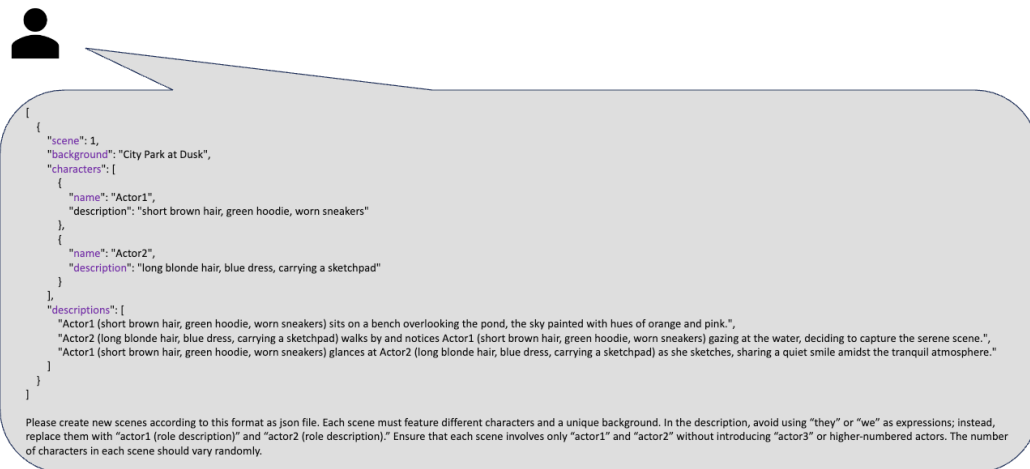 [
{
"scene": 1,
"background": "City Park at Dusk",
"characters": [
{
"name": "Actor1",
"description": "short brown hair, green hoodie, worn sneakers"
},
{
"name": "Actor2",
"description": "long blonde hair, blue dress, carrying a sketchpad"
}
],
"descriptions": [
"Actor1 (short brown hair, green hoodie, worn sneakers) sits on a bench overlooking the pond, the sky painted with hues of orange and pink.",
"Actor2 (long blonde hair, blue dress, carrying a sketchpad) walks by and notices Actor1 (short brown hair, green hoodie, worn sneakers) gazing at the water, deciding to capture the serene scene.",
"Actor1 (short brown hair, green hoodie, worn sneakers) glances at Actor2 (long blonde hair, blue dress, carrying a sketchpad) as she sketches, sharing a quiet smile amidst the tranquil atmosphere."
]
}
]
Please create new scenes according to this format as json file. Each scene must feature different characters and a unique background. In the description, avoid using “they” or “we” as expressions; instead,
replace them with “actor1 (role description)” and “actor2 (role description).” Ensure that each scene involves only “actor1” and “actor2” without introducing “actor3” or higher-numbered actors. The number
of characters in each scene should vary randomly.